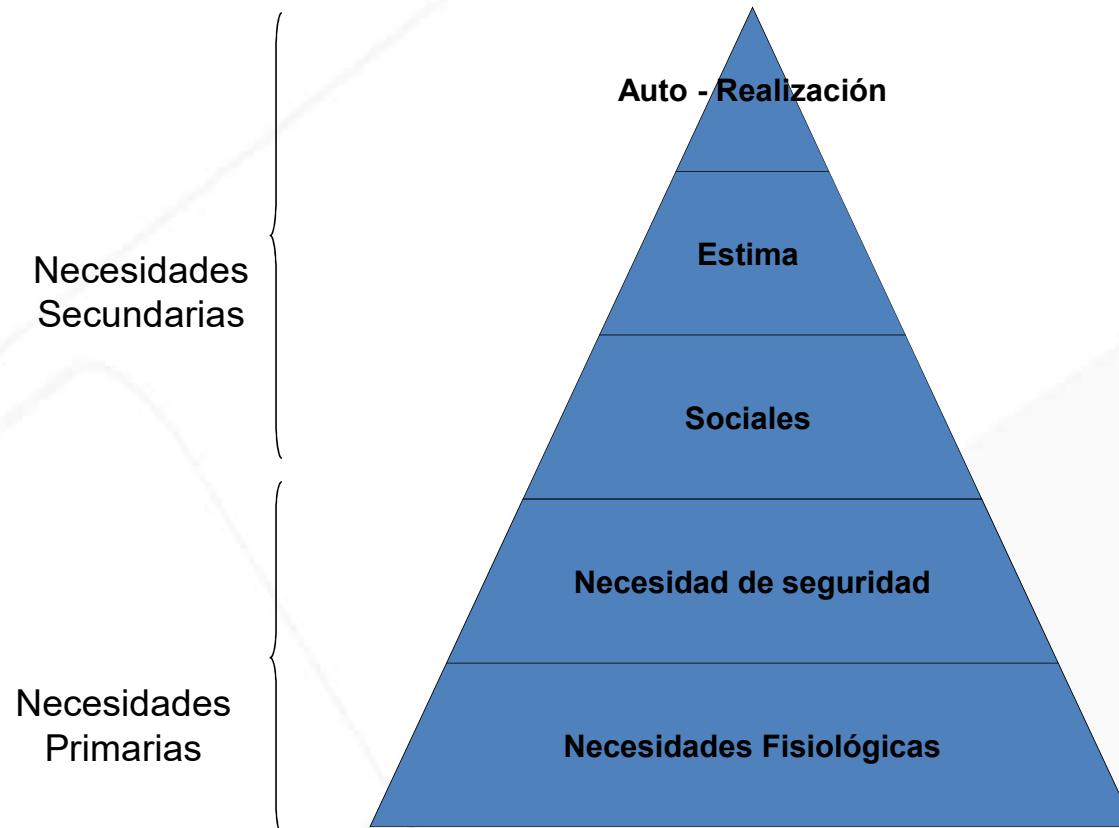 Auto - Realización
Estima
Necesidades
Secundarias
Sociales
Necesidad de seguridad
Necesidades
Primarias
Necesidades Fisiológicas